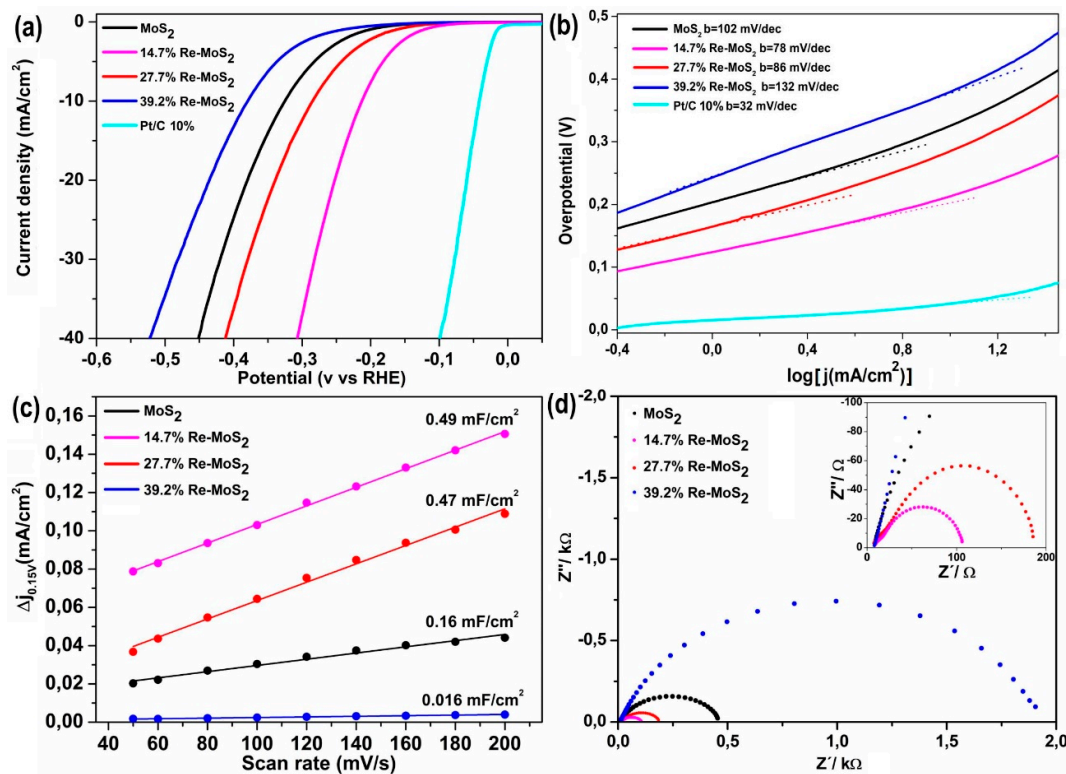 (a)
MoS2
14.7% Re-MoS2
27.7% Re-MoS2
39.2% Re-MoS2
Pt/C 10%
Current density (mA/cm2)
0
-10
-20
-30
-40
-0,6 -0,5 -0,4 -0,3 -0,2 -0,1 0,0
Potential (v vs RHE)
(b)
MoS2 b=102 mV/dec
14.7% Re-MoS2 b=78 mV/dec
27.7% Re-MoS2 b=86 mV/dec
39.2% Re-MoS2 b=132 mV/dec
Pt/C 10% b=32 mV/dec
Overpotential (V)
0,5
0,4
0,3
0,2
0,1
0,0
-0,4 0,0 0,4 0,8 1,2
log[j(mA/cm2)]
(c)
MoS2
14.7% Re-MoS2
27.7% Re-MoS2
39.2% Re-MoS2
0.49 mF/cm2
0.47 mF/cm2
0.16 mF/cm2
0.016 mF/cm2
Δj0.15V(mA/cm2)
0,16
0,14
0,12
0,10
0,08
0,06
0,04
0,02
0,00
40 60 80 100 120 140 160 180 200
Scan rate (mV/s)
(d)
MoS2
14.7% Re-MoS2
27.7% Re-MoS2
39.2% Re-MoS2
Z''/ kΩ
-2,0
-1,5
-1,0
-0,5
0,0
0,0 0,5 1,0 1,5 2,0
Z´/ kΩ
Z''/ Ω
-100
-80
-60
-40
-20
0
0 50 100 150 200
Z´/ Ω